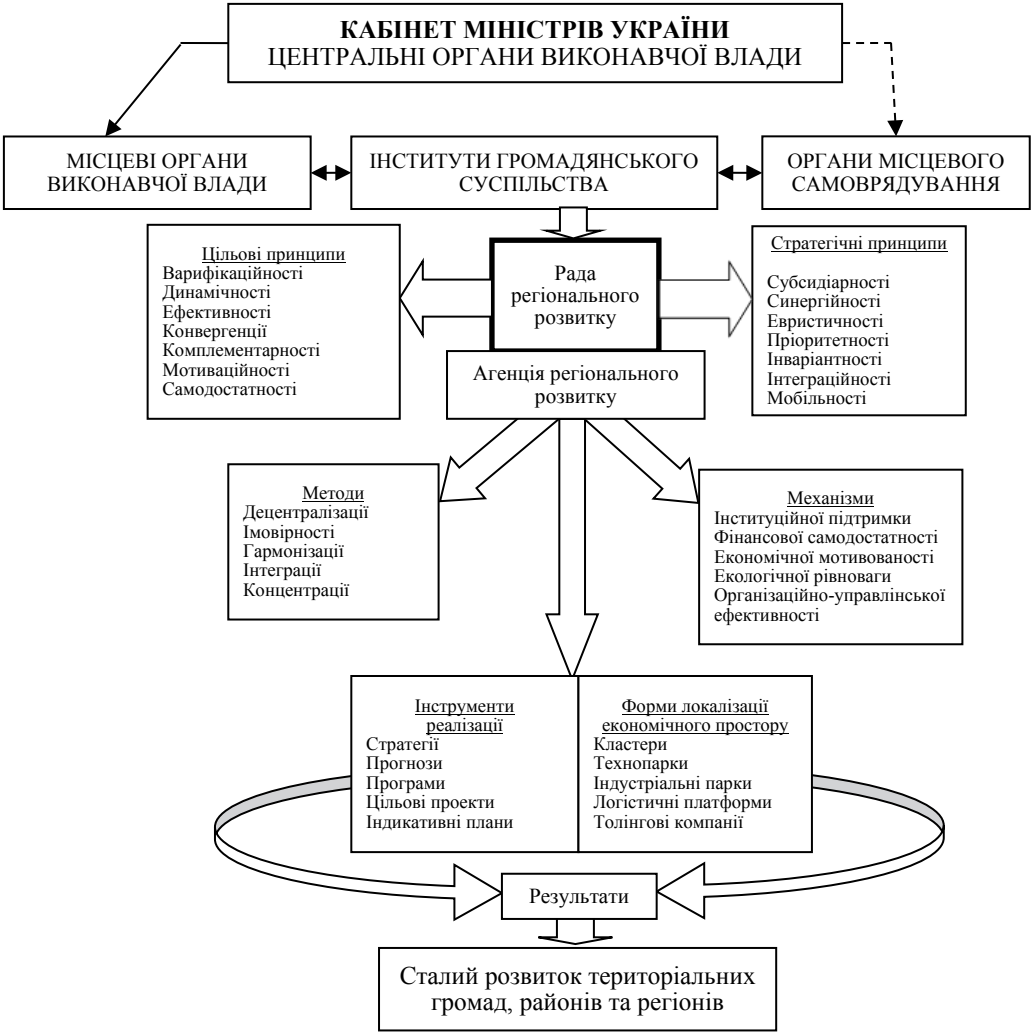 КАБІНЕТ МІНІСТРІВ УКРАЇНИ
ЦЕНТРАЛЬНІ ОРГАНИ ВИКОНАВЧОЇ ВЛАДИ
МІСЦЕВІ ОРГАНИ
ВИКОНАВЧОЇ ВЛАДИ
ІНСТИТУТИ ГРОМАДЯНСЬКОГО
СУСПІЛЬСТВА
ОРГАНИ МІСЦЕВОГО
САМОВРЯДУВАННЯ
Цільові принципи
Варифікаційності
Динамічності
Ефективності
Конвергенції
Комплементарності
Мотиваційності
Самодостатності
Рада
регіонального
розвитку
Стратегічні принципи
Субсидіарності
Синергійності
Евристичності
Пріоритетності
Інваріантності
Інтеграційності
Мобільності
Агенція регіонального
розвитку
Методи
Децентралізації
Імовірності
Гармонізації
Інтеграції
Концентрації
Механізми
Інституційної підтримки
Фінансової самодостатності
Економічної мотивованості
Екологічної рівноваги
Організаційно-управлінської
ефективності
Інструменти
реалізації
Стратегії
Прогнози
Програми
Цільові проекти
Індикативні плани
Форми локалізації
економічного простору
Кластери
Технопарки
Індустріальні парки
Логістичні платформи
Толінгові компанії
Результати
Сталий розвиток територіальних
громад, районів та регіонів